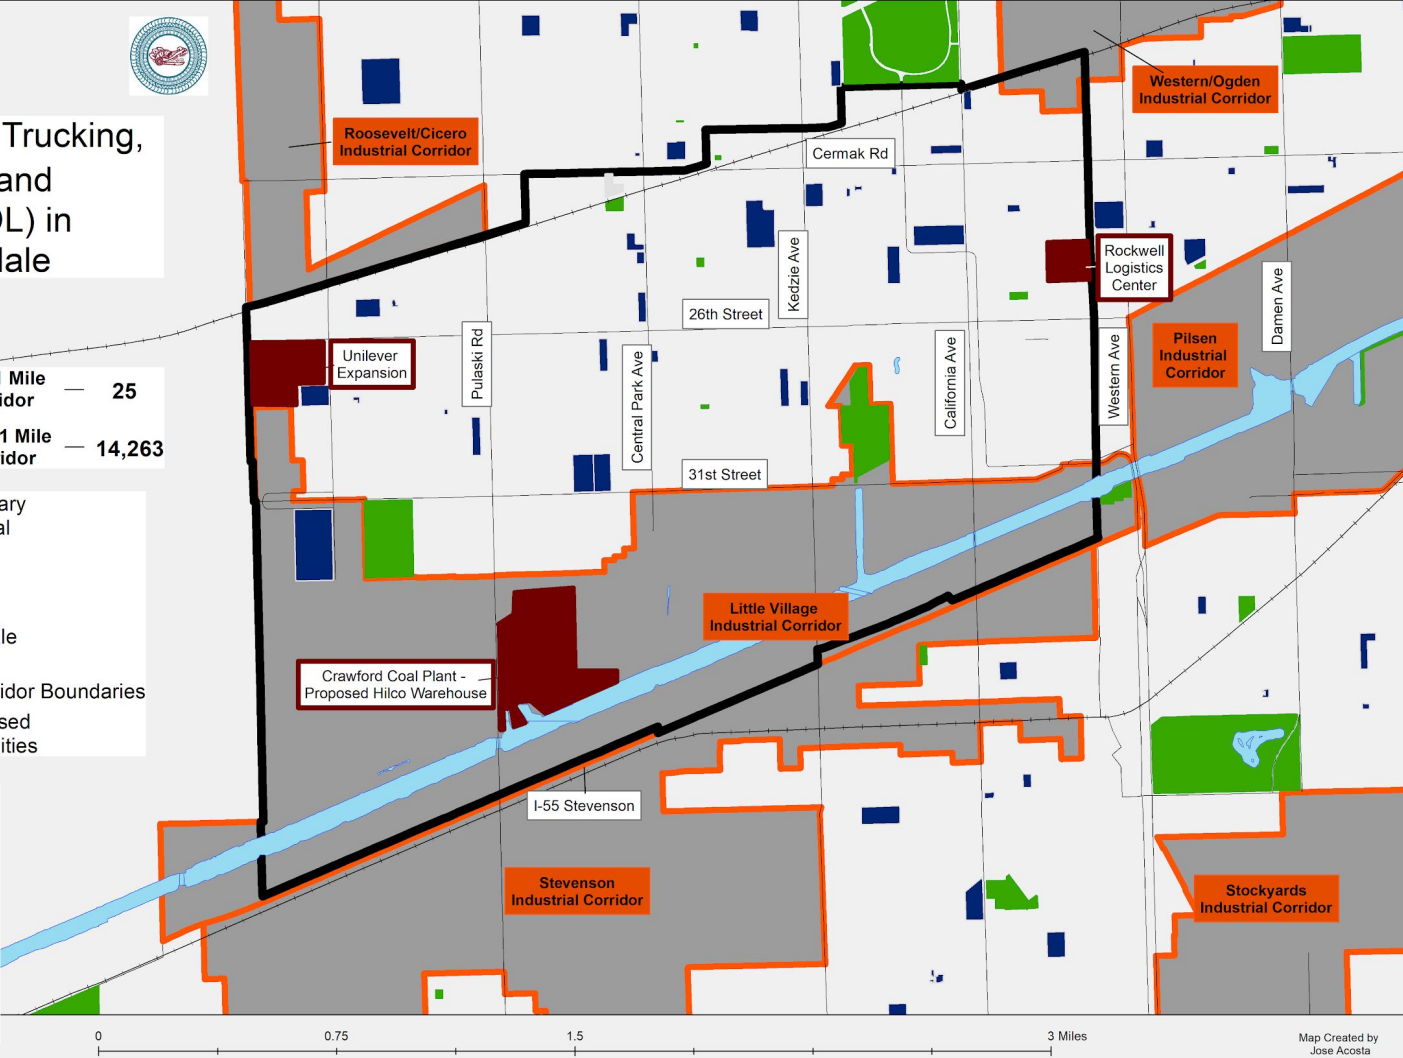 Trucking,
and
OL) in
dale
1 Mile
idor — 25
1 Mile
idor — 14,263
ary
al
le
idor Boundaries
sed
ities
Roosevelt/Cicero
Industrial Corridor
Western/Ogden
Industrial Corridor
Cermak Rd
Rockwell
Logistics
Center
Kedzie Ave
26th Street
Unilever
Expansion
Pulaski Rd
Central Park Ave
California Ave
Western Ave
Damen Ave
Pilsen
Industrial
Corridor
31st Street
Little Village
Industrial Corridor
Crawford Coal Plant -
Proposed Hilco Warehouse
I-55 Stevenson
Stevenson
Industrial Corridor
Stockyards
Industrial Corridor
0 0.75 1.5 3 Miles
Map Created by
Jose Acosta